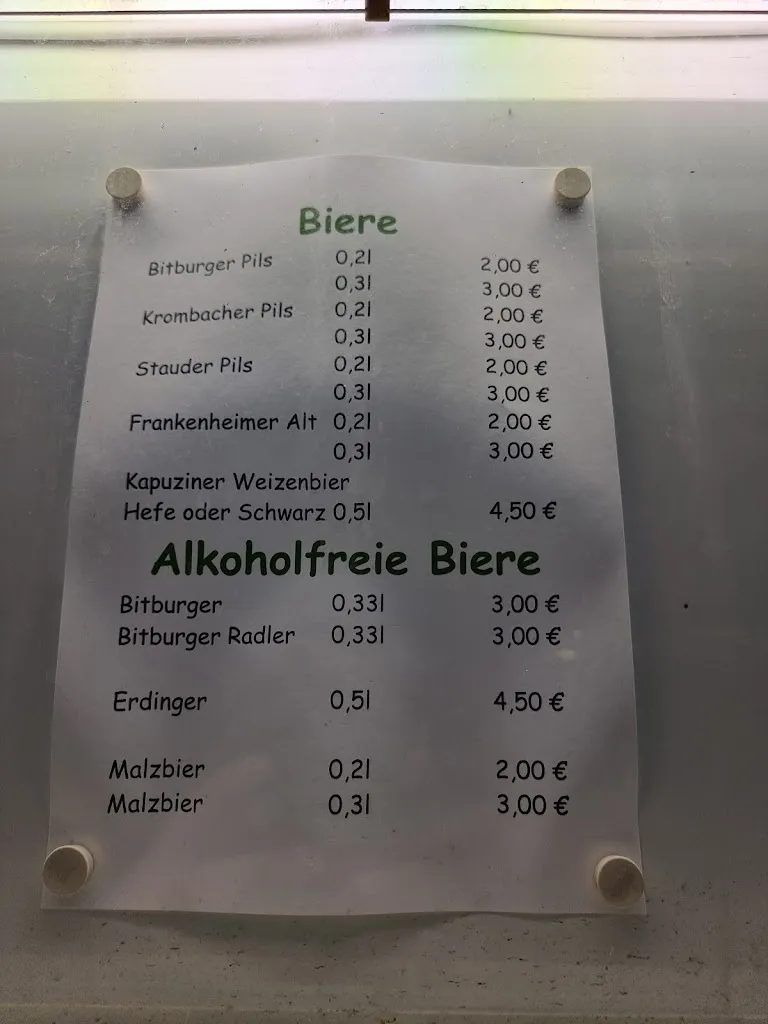 Biere
Bitburger Pils 0,2l 2,00 €
0,3l 3,00 €
Krombacher Pils 0,2l 2,00 €
0,3l 3,00 €
Stauder Pils 0,2l 2,00 €
0,3l 3,00 €
Frankenheimer Alt 0,2l 2,00 €
0,3l 3,00 €
Kapuziner Weizenbier
Hefe oder Schwarz 0,5l 4,50 €
Alkoholfreie Biere
Bitburger 0,33l 3,00 €
Bitburger Radler 0,33l 3,00 €
Erdinger 0,5l 4,50 €
Malzbier 0,2l 2,00 €
Malzbier 0,3l 3,00 €